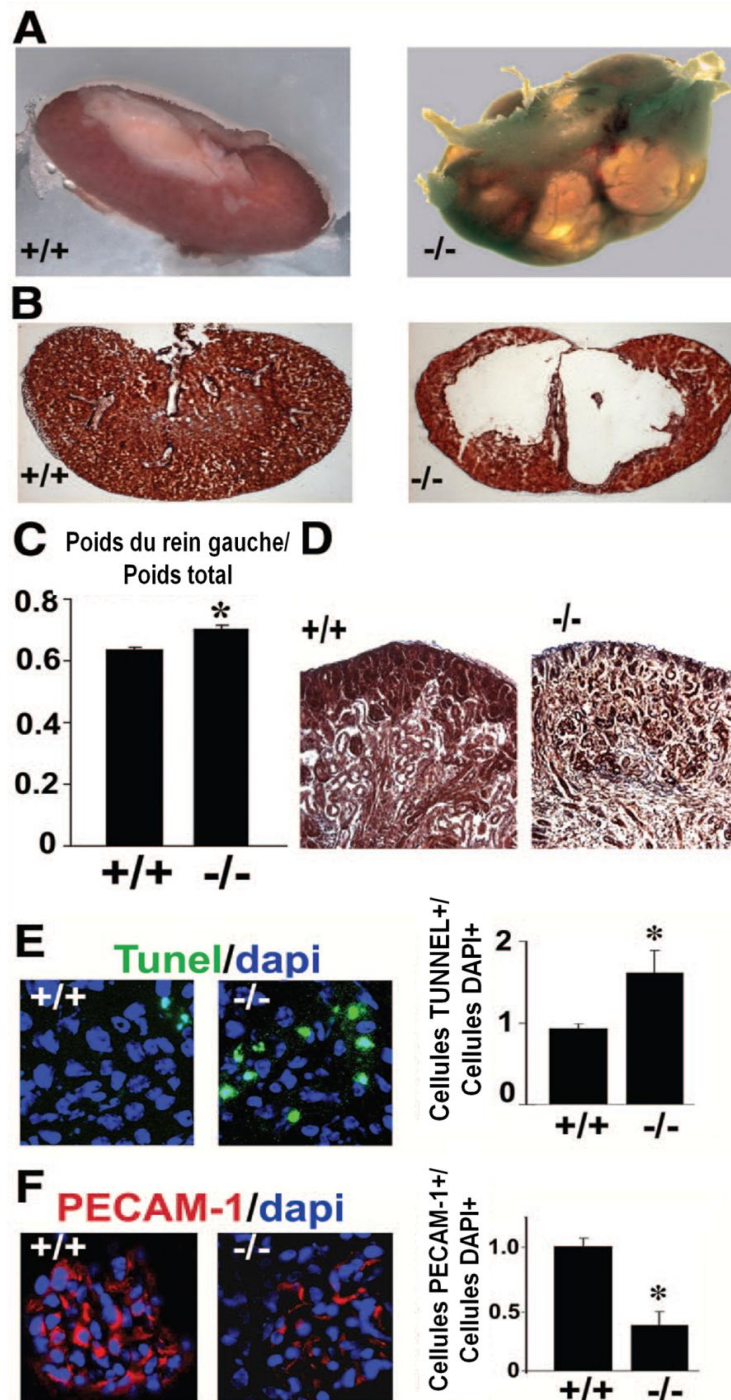 A
+/+
-/-
B
+/+
-/-
C
Poids du rein gauche/
Poids total
0.8
0.6
0.4
0.2
0
*
+/+
-/-
D
+/+
-/-
E
Tunel/dapi
+/+
-/-
Cellules TUNNEL+/
Cellules DAPI+
2
1
0
*
+/+
-/-
F
PECAM-1/dapi
+/+
-/-
Cellules PECAM-1+/
Cellules DAPI+
1.0
0.5
0
*
+/+
-/-